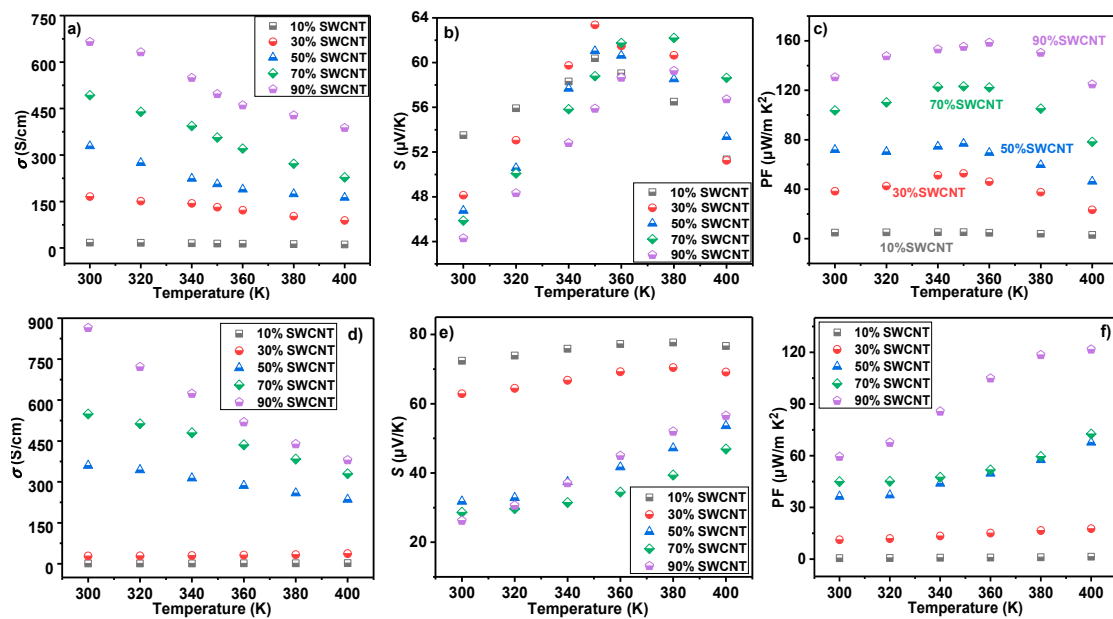 a)
750
600
450
300
150
0
σ (S/cm)
10% SWCNT
30% SWCNT
50% SWCNT
70% SWCNT
90% SWCNT
300 320 340 360 380 400
Temperature (K)
b)
64
60
56
52
48
44
S (μV/K)
10% SWCNT
30% SWCNT
50% SWCNT
70% SWCNT
90% SWCNT
300 320 340 360 380 400
Temperature (K)
c)
160
120
80
40
0
PF (μW/m K²)
90%SWCNT
70%SWCNT
50%SWCNT
30%SWCNT
10%SWCNT
300 320 340 360 380 400
Temperature (K)
d)
900
750
600
450
300
150
0
σ (S/cm)
10% SWCNT
30% SWCNT
50% SWCNT
70% SWCNT
90% SWCNT
300 320 340 360 380 400
Temperature (K)
e)
80
60
40
20
S (μV/K)
10% SWCNT
30% SWCNT
50% SWCNT
70% SWCNT
90% SWCNT
300 320 340 360 380 400
Temperature (K)
f)
120
90
60
30
0
PF (μW/m K²)
10% SWCNT
30% SWCNT
50% SWCNT
70% SWCNT
90% SWCNT
300 320 340 360 380 400
Temperature (K)